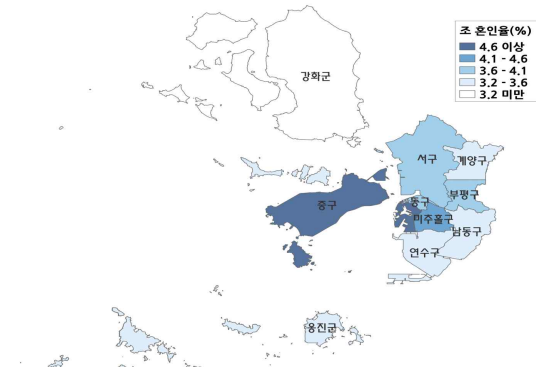 조 혼인율(%)
4.6 이상
4.1 - 4.6
3.6 - 4.1
3.2 - 3.6
3.2 미만
강화군
서구
계양구
중구
동구
부평구
미추홀구
남동구
연수구
옹진군